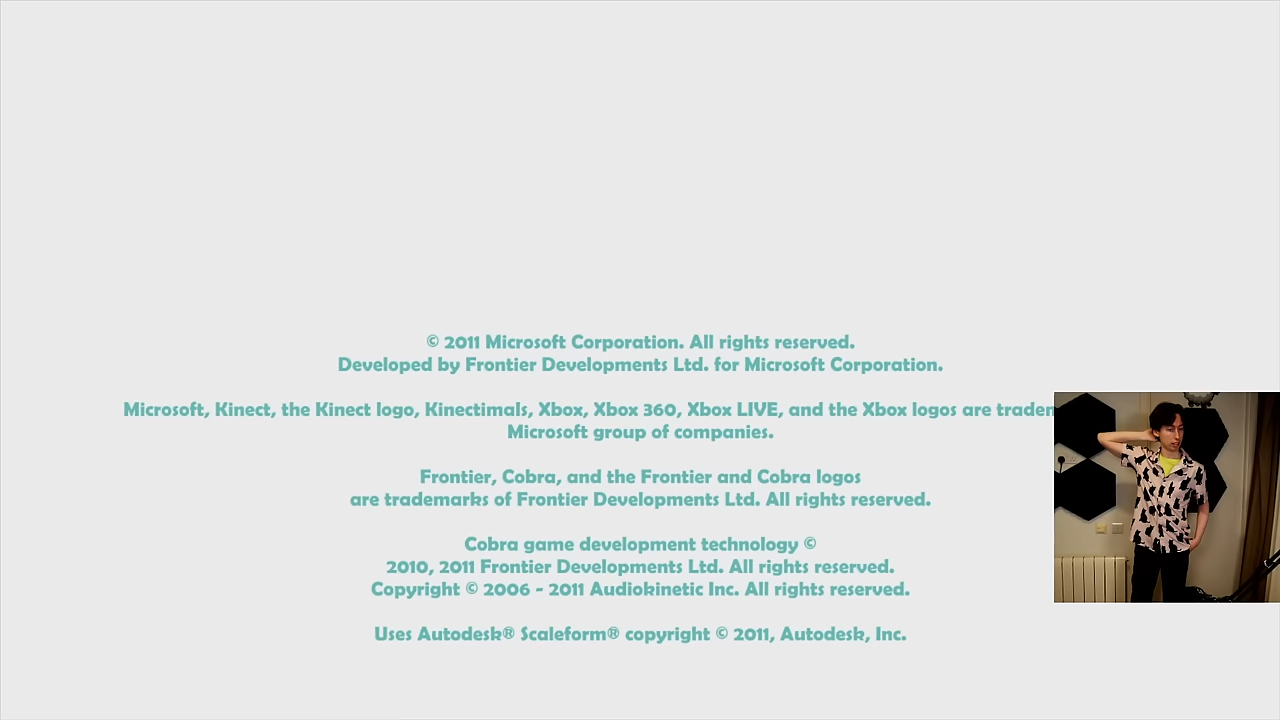 © 2011 Microsoft Corporation. All rights reserved.
Developed by Frontier Developments Ltd. for Microsoft Corporation.
Microsoft, Kinect, the Kinect logo, Kinectimals, Xbox, Xbox 360, Xbox LIVE, and the Xbox logos are
Microsoft group of companies.
Frontier, Cobra, and the Frontier and Cobra logos
are trademarks of Frontier Developments Ltd. All rights reserved.
Cobra game development technology ©
2010, 2011 Frontier Developments Ltd. All rights reserved.
Copyright © 2006 - 2011 Audiokinetic Inc. All rights reserved.
Uses Autodesk® Scaleform® copyright © 2011, Autodesk, Inc.